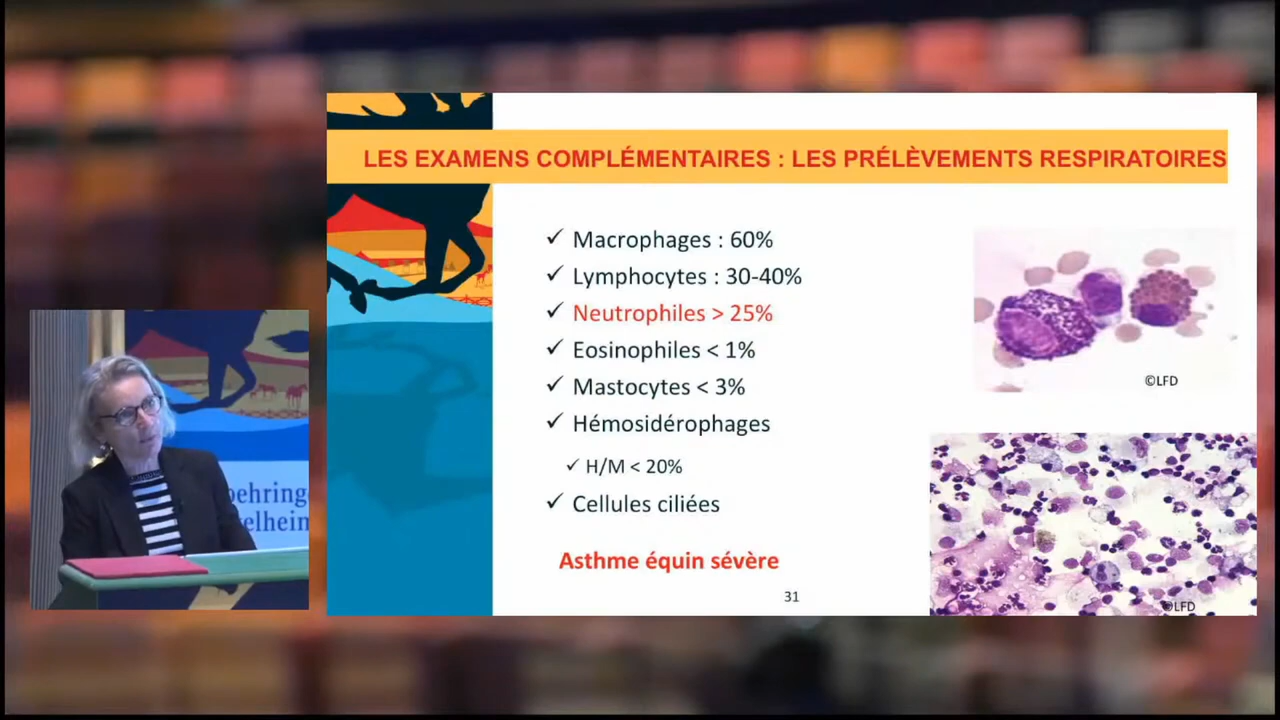 LES EXAMENS COMPLÉMENTAIRES : LES PRÉLÈVEMENTS RESPIRATOIRES
✓ Macrophages : 60%
✓ Lymphocytes : 30-40%
✓ Neutrophiles > 25%
✓ Eosinophiles < 1%
✓ Mastocytes < 3%
✓ Hémosidérophages
✓ H/M < 20%
✓ Cellules ciliées
Asthme équin sévère
31
©LFD
©LFD
oehringe
elheim